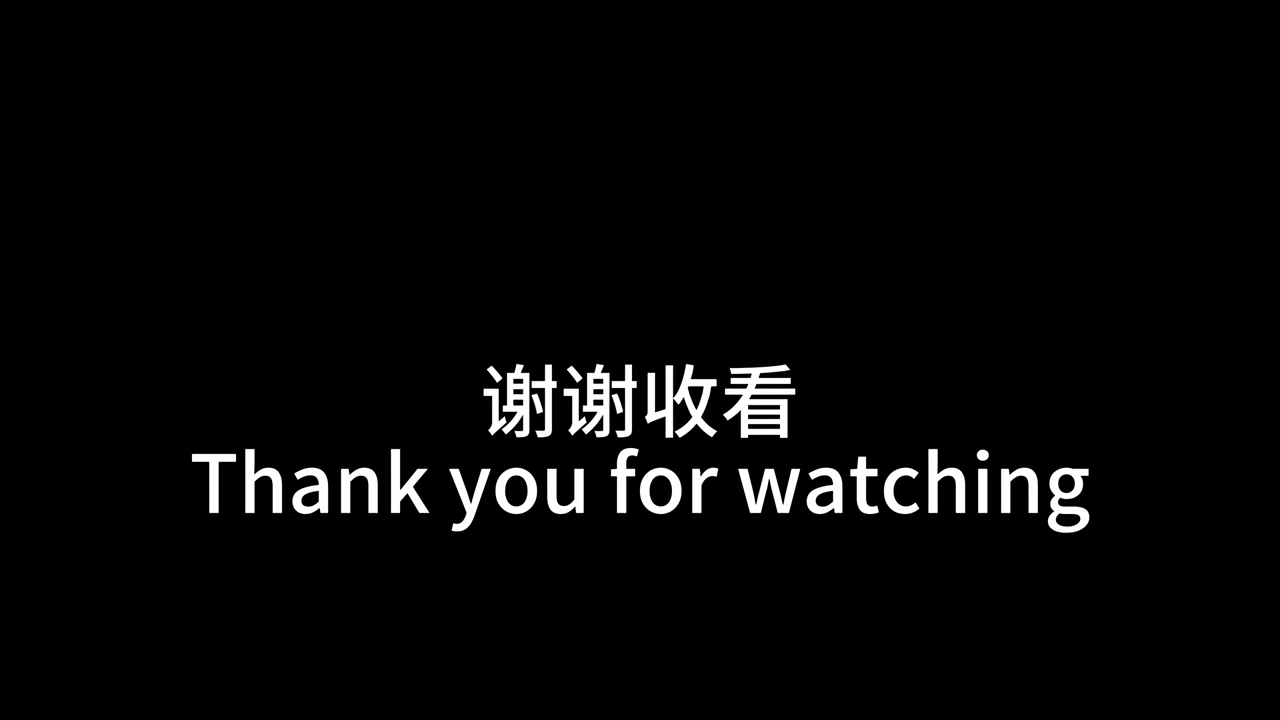 谢谢收看
Thank you for watching